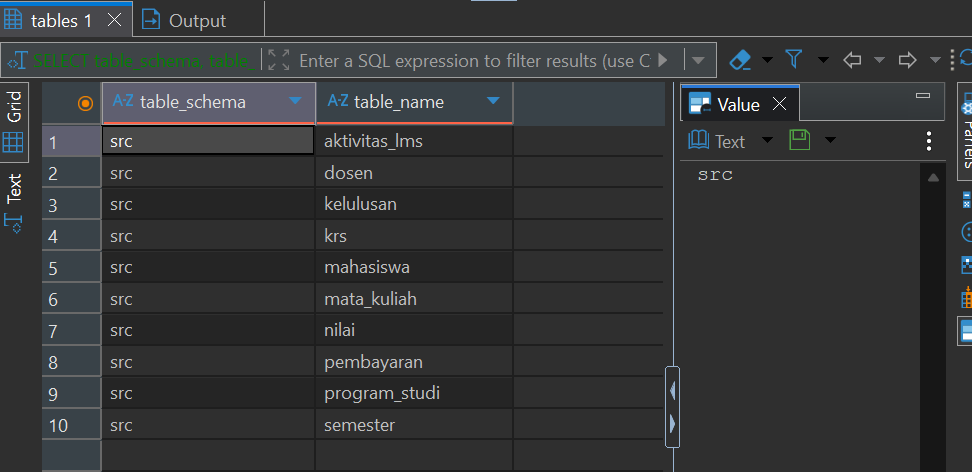 tables 1
Output
SELECT table_schema, table_
Enter a SQL expression to filter results (use C
Grid
Text
A-Z table_schema
A-Z table_name
1 src aktivitas_lms
2 src dosen
3 src kelulusan
4 src krs
5 src mahasiswa
6 src mata_kuliah
7 src nilai
8 src pembayaran
9 src program_studi
10 src semester
Value
Text
src
Panels